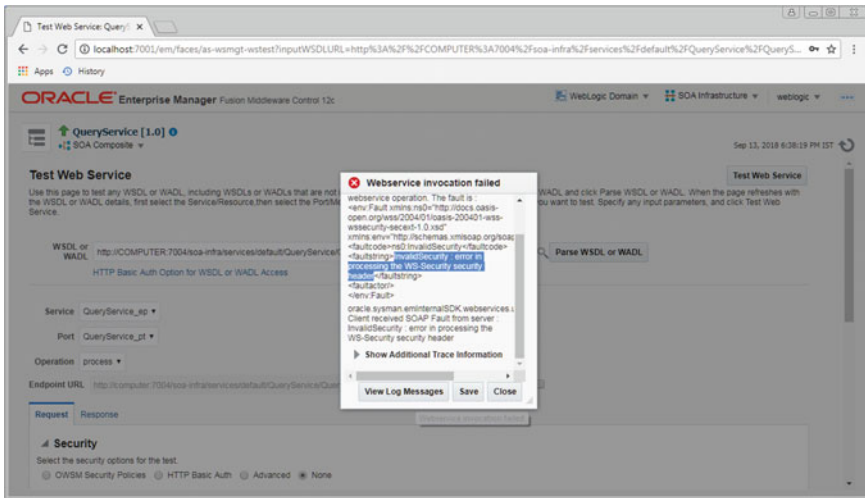 Test Web Service: Query!
localhost:7001/em/faces/as-wsmgt-wstest?inputWSDLURL=http%3A%2F%2FCOMPUTER%3A7004%2Fsoa-infra%2Fservices%2Fdefault%2FQueryService%2FQueryS...
Apps History
ORACLE Enterprise Manager Fusion Middleware Control 12c WebLogic Domain SOA Infrastructure weblogic
QueryService [1.0]
SOA Composite
Sep 13, 2018 6:38:19 PM IST
Test Web Service
Test Web Service
Use this page to test any WSDL or WADL, including WSDLs or WADLs that are not WADL and click Parse WSDL or WADL. When the page refreshes with
the WSDL or WADL details, first select the Service/Resource,then select the Port/Me ou want to test. Specify any input parameters, and click Test Web
Service.
WSDL or WADL http://COMPUTER:7004/soa-infra/services/default/QueryService/ Parse WSDL or WADL
HTTP Basic Auth Option for WSDL or WADL Access
Service QueryService_ep
Port QueryService_pt
Operation process
Endpoint URL http://computer:7004/soa-infra/services/default/QueryService/Quer
Request Response
Security
Select the security options for the test.
OWSM Security Policies HTTP Basic Auth Advanced None
Webservice invocation failed
webservice operation. The fault is :
<env:Fault xmlns:ns0="http://docs.oasis-
open.org/wss/2004/01/oasis-200401-wss-
wssecurity-secext-1.0.xsd"
xmlns:env="http://schemas.xmlsoap.org/soap
<faultcode>ns0:InvalidSecurity</faultcode>
<faultstring>InvalidSecurity : error in
processing the WS-Security security
header</faultstring>
<faultactor/>
</env:Fault>
oracle.sysman.emInternalSDK.webservices.u
Client received SOAP Fault from server :
InvalidSecurity : error in processing the
WS-Security security header
Show Additional Trace Information
View Log Messages Save Close
Webservice invocation failed